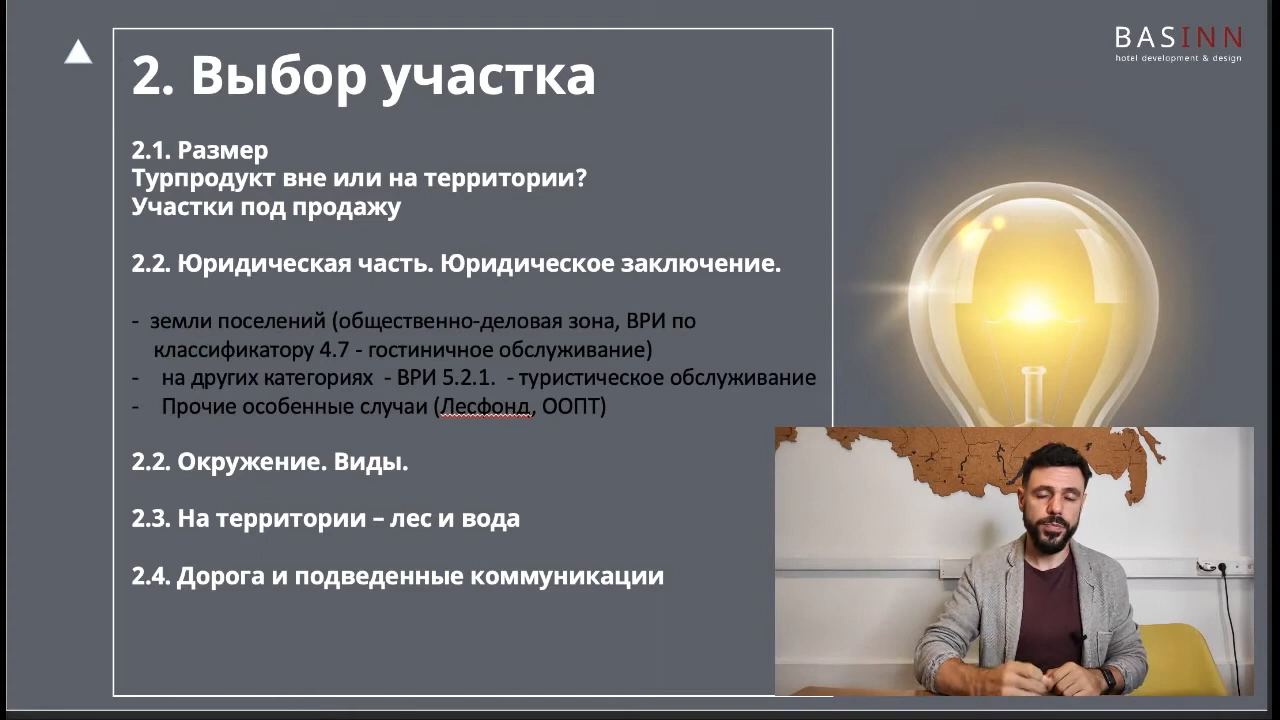 BASINN
hotel development & design
2. Выбор участка
2.1. Размер
Турпродукт вне или на территории?
Участки под продажу
2.2. Юридическая часть. Юридическое заключение.
- земли поселений (общественно-деловая зона, ВРИ по
классификатору 4.7 - гостиничное обслуживание)
- на других категориях - ВРИ 5.2.1. - туристическое обслуживание
- Прочие особенные случаи (Лесфонд, ООПТ)
2.2. Окружение. Виды.
2.3. На территории – лес и вода
2.4. Дорога и подведенные коммуникации